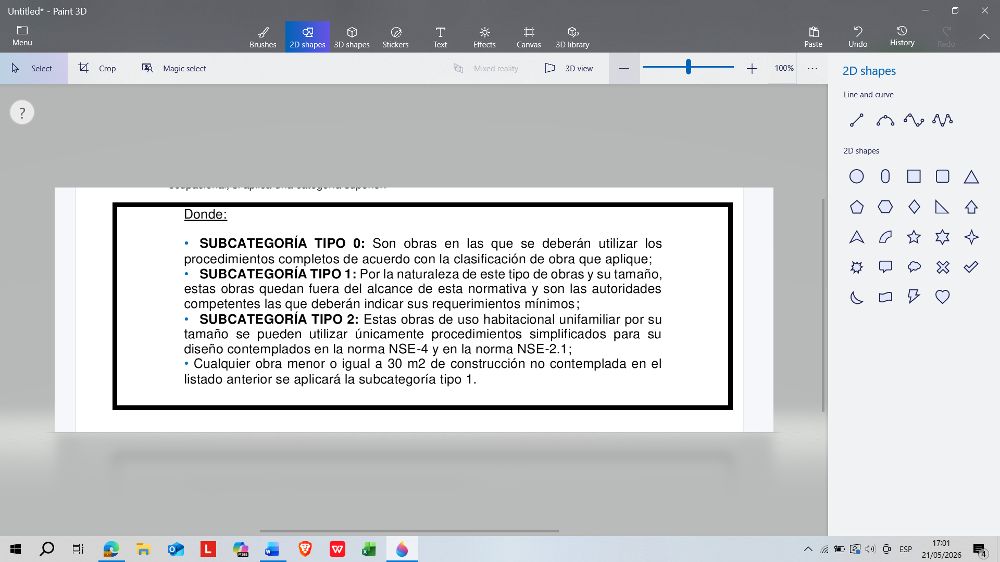 Untitled* - Paint 3D
Menu
Brushes
2D shapes
3D shapes
Stickers
Text
Effects
Canvas
3D library
Paste
Undo
History
Redo
Select
Crop
Magic select
Mixed reality
3D view
100%
2D shapes
Line and curve
2D shapes
?
ocupacional, si aplica una categoría superior.
Donde:
• SUBCATEGORÍA TIPO 0: Son obras en las que se deberán utilizar los
procedimientos completos de acuerdo con la clasificación de obra que aplique;
• SUBCATEGORÍA TIPO 1: Por la naturaleza de este tipo de obras y su tamaño,
estas obras quedan fuera del alcance de esta normativa y son las autoridades
competentes las que deberán indicar sus requerimientos mínimos;
• SUBCATEGORÍA TIPO 2: Estas obras de uso habitacional unifamiliar por su
tamaño se pueden utilizar únicamente procedimientos simplificados para su
diseño contemplados en la norma NSE-4 y en la norma NSE-2.1;
• Cualquier obra menor o igual a 30 m2 de construcción no contemplada en el
listado anterior se aplicará la subcategoría tipo 1.
L
M365
ESP
17:01
21/05/2026
4